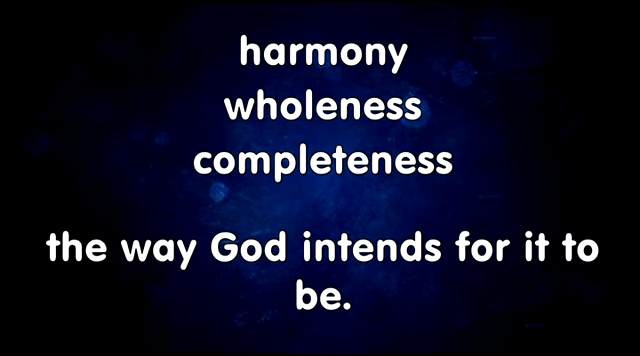 harmony
wholeness
completeness
the way God intends for it to
be.